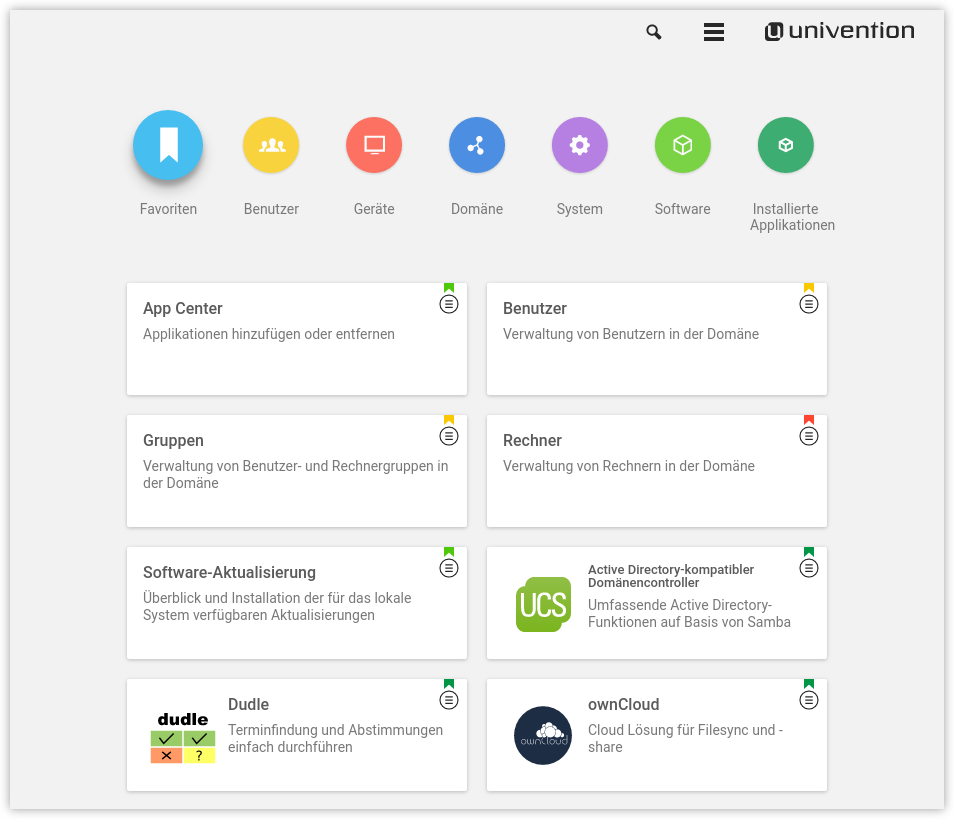 univention
Favoriten
Benutzer
Geräte
Domäne
System
Software
Installierte
Applikationen
App Center
Applikationen hinzufügen oder entfernen
Benutzer
Verwaltung von Benutzern in der Domäne
Gruppen
Verwaltung von Benutzer- und Rechnergruppen in
der Domäne
Rechner
Verwaltung von Rechnern in der Domäne
Software-Aktualisierung
Überblick und Installation der für das lokale
System verfügbaren Aktualisierungen
UCS
Active Directory-kompatibler
Domänencontroller
Umfassende Active Directory-
Funktionen auf Basis von Samba
dudle
?
Dudle
Terminfindung und Abstimmungen
einfach durchführen
ownCloud
ownCloud
Cloud Lösung für Filesync und -
share